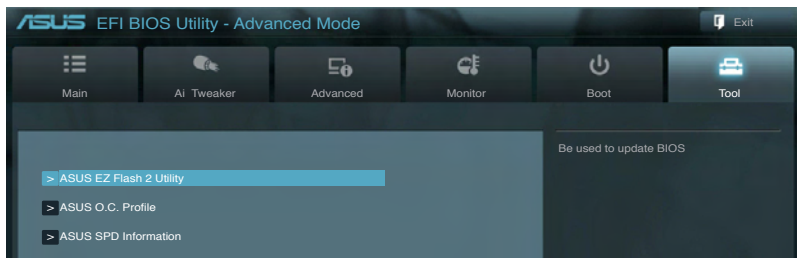 ASUS EFI BIOS Utility - Advanced Mode
Exit
Main
Ai Tweaker
Advanced
Monitor
Boot
Tool
Be used to update BIOS
> ASUS EZ Flash 2 Utility
> ASUS O.C. Profile
> ASUS SPD Information